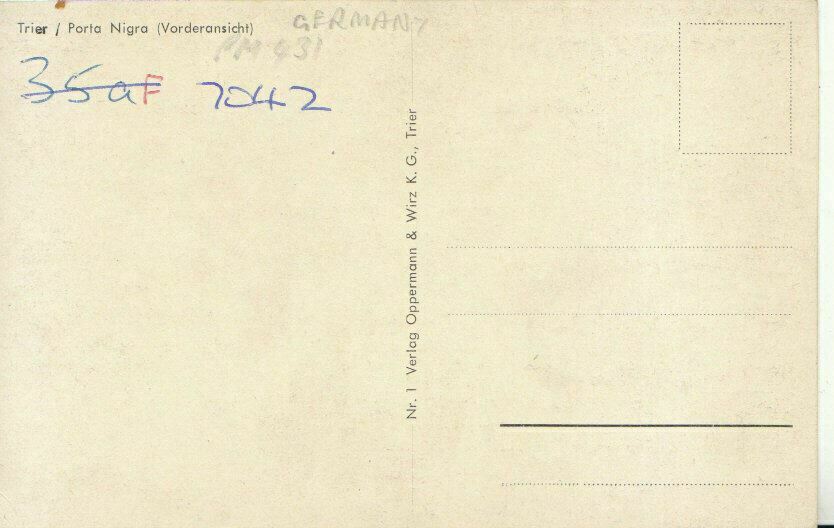 Trier / Porta Nigra (Vorderansicht)
GERMANY
35aF 7042
Nr. 1 Verlag Oppermann & Wirz K. G., Trier